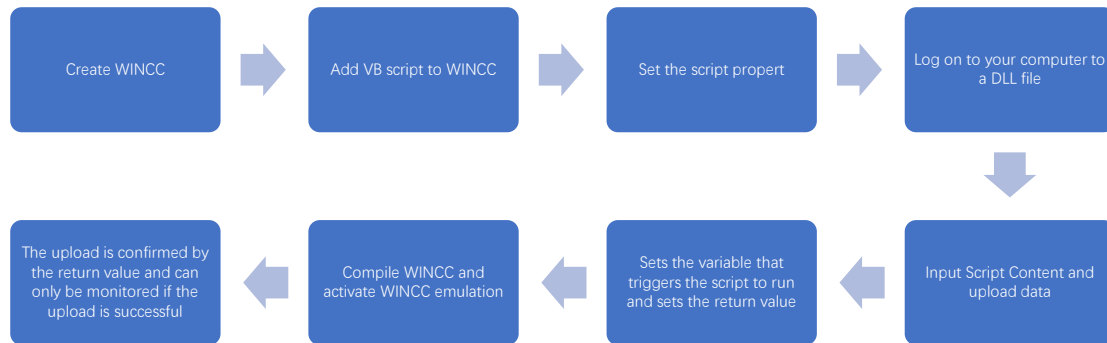 Create WINCC
Add VB script to WINCC
Set the script propert
Log on to your computer to
a DLL file
Input Script Content and
upload data
Sets the variable that
triggers the script to run
and sets the return value
Compile WINCC and
activate WINCC emulation
The upload is confirmed by
the return value and can
only be monitored if the
upload is successful